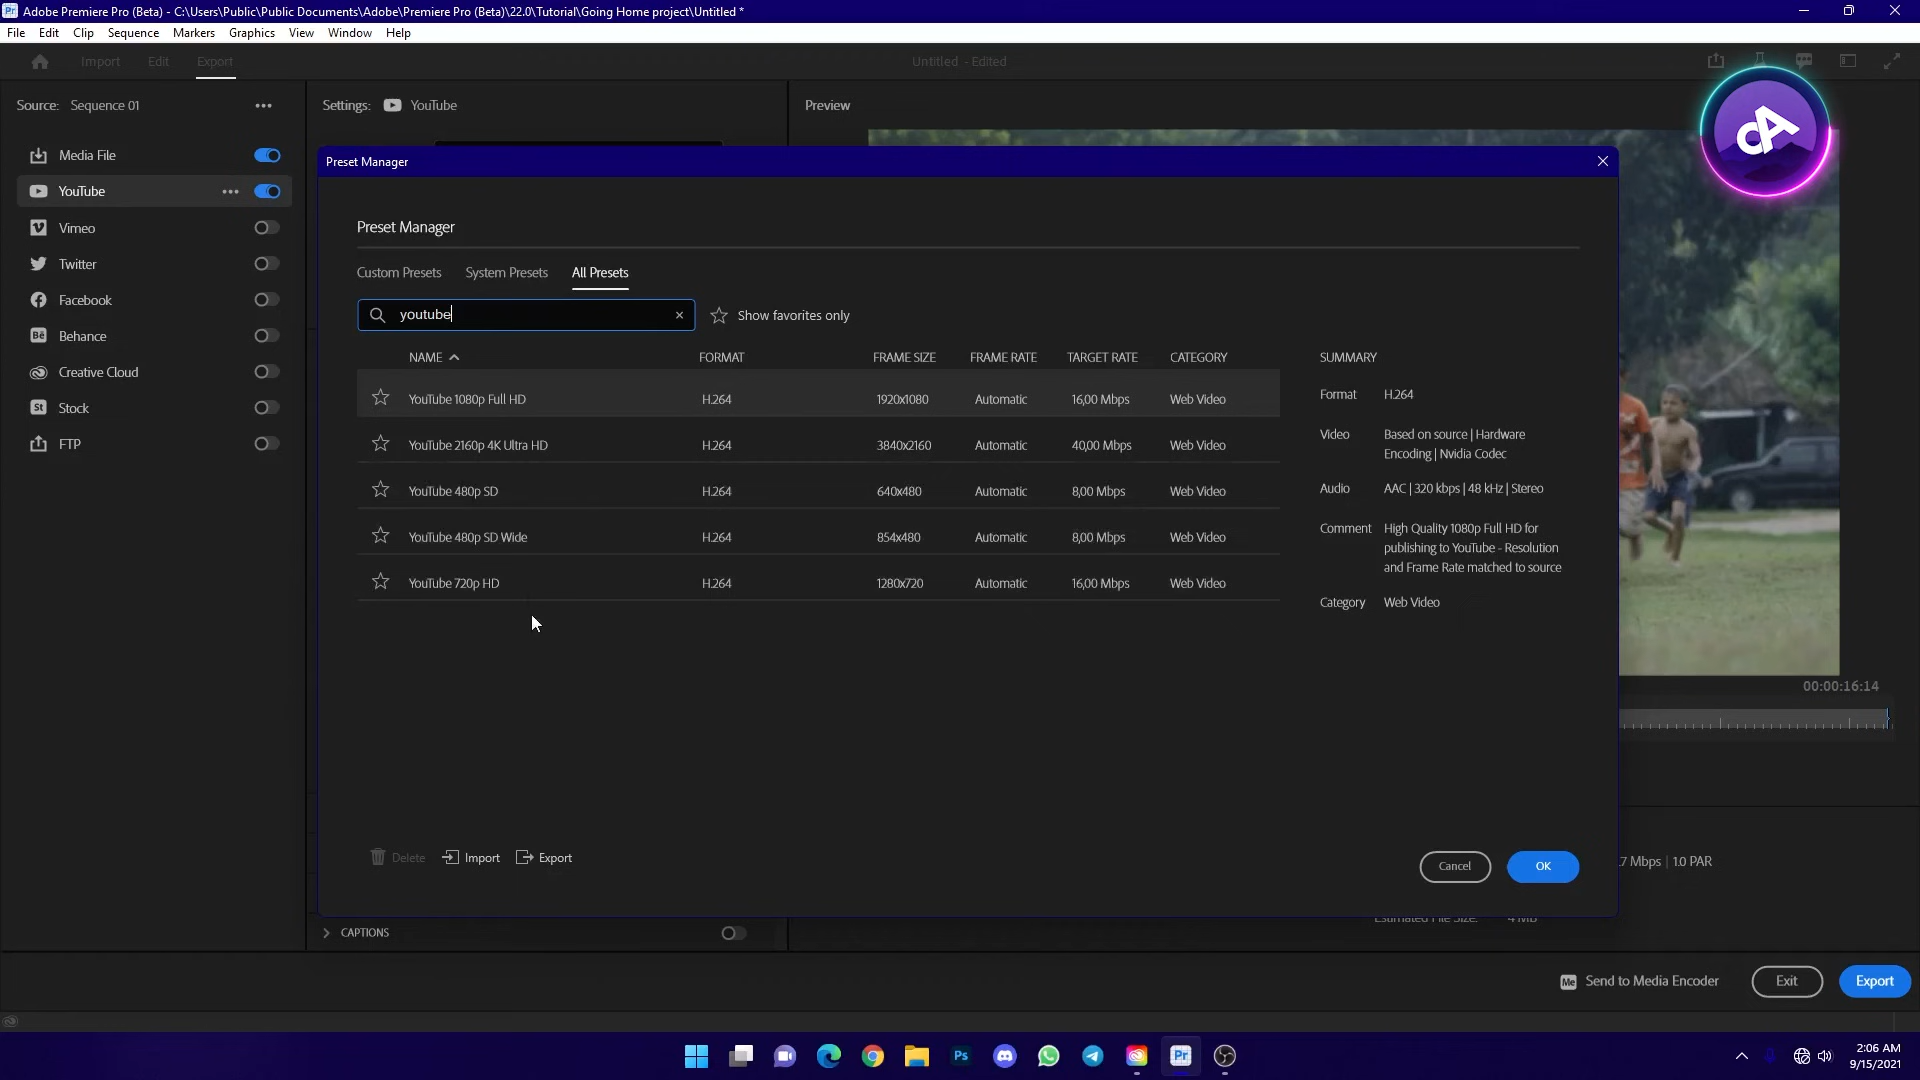 Adobe Premiere Pro (Beta) - C:\Users\Public\Public Documents\Adobe\Premiere Pro (Beta)\22.0\Tutorial\Going Home project\Untitled *
File Edit Clip Sequence Markers Graphics View Window Help
Import Edit Export
Untitled - Edited
Source: Sequence 01
Settings: YouTube
Preview
Media File
YouTube
Vimeo
Twitter
Facebook
Behance
Creative Cloud
Stock
FTP
Preset Manager
Preset Manager
Custom Presets System Presets All Presets
youtube
Show favorites only
NAME FORMAT FRAME SIZE FRAME RATE TARGET RATE CATEGORY
YouTube 1080p Full HD H.264 1920x1080 Automatic 16,00 Mbps Web Video
YouTube 2160p 4K Ultra HD H.264 3840x2160 Automatic 40,00 Mbps Web Video
YouTube 480p SD H.264 640x480 Automatic 8,00 Mbps Web Video
YouTube 480p SD Wide H.264 854x480 Automatic 8,00 Mbps Web Video
YouTube 720p HD H.264 1280x720 Automatic 16,00 Mbps Web Video
SUMMARY
Format H.264
Video Based on source | Hardware
Encoding | Nvidia Codec
Audio AAC | 320 kbps | 48 kHz | Stereo
Comment High Quality 1080p Full HD for
publishing to YouTube - Resolution
and Frame Rate matched to source
Category Web Video
Delete Import Export
Cancel OK
00:00:16:14
7 Mbps | 1.0 PAR
Estimated File Size: 4 MB
CAPTIONS
Send to Media Encoder Exit Export
2:06 AM
9/15/2021